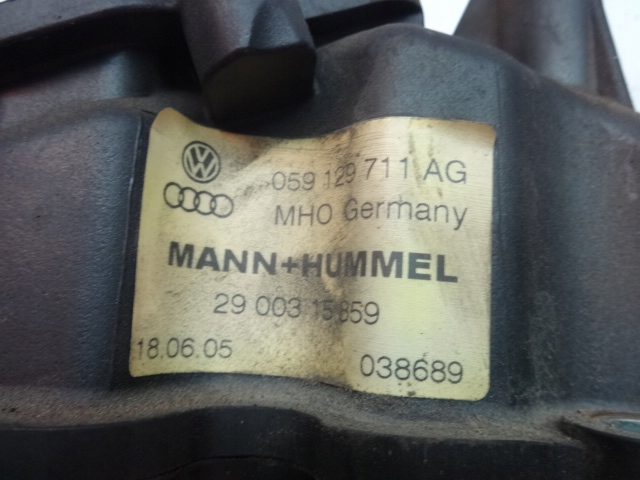 059 129 711 AG
MHO Germany
MANN+HUMMEL
29 003 15 859
18.06.05 038689